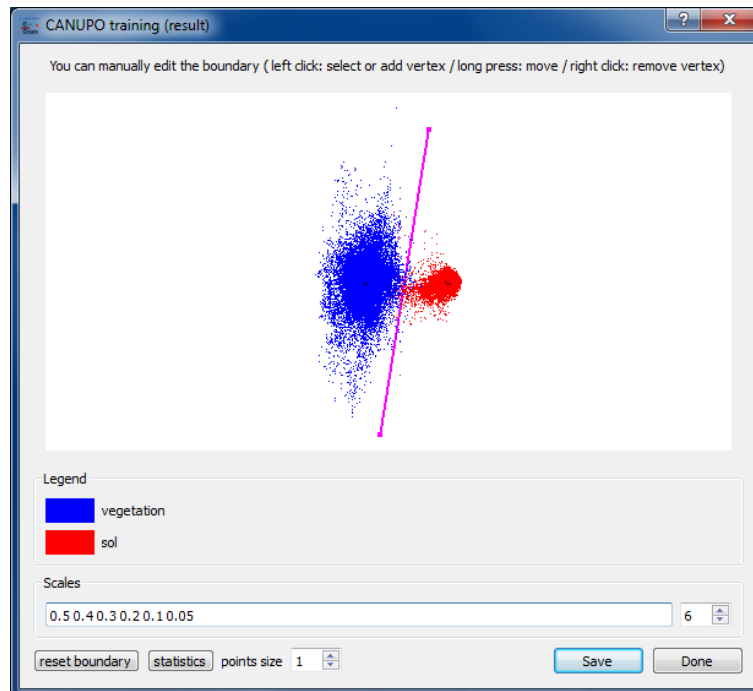 CANUPO training (result)
You can manually edit the boundary ( left click: select or add vertex / long press: move / right click: remove vertex)
Legend
vegetation
sol
Scales
0.5 0.4 0.3 0.2 0.1 0.05 6
reset boundary statistics points size 1 Save Done